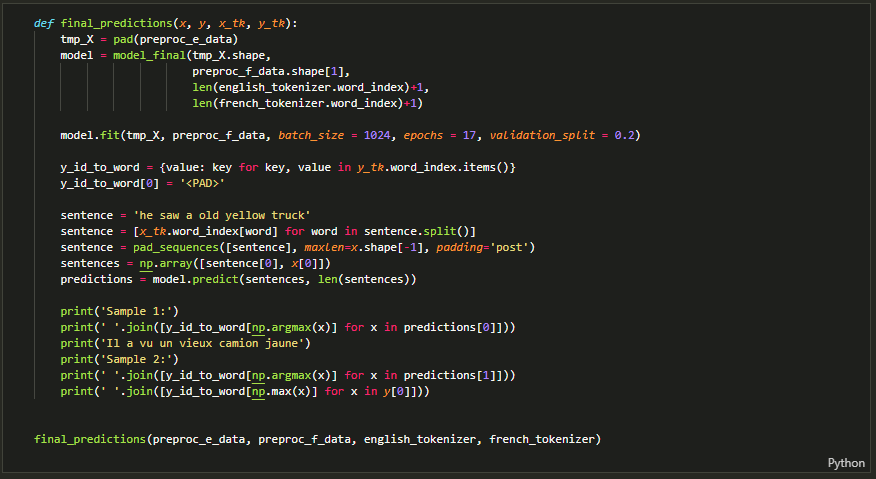 def final_predictions(x, y, x_tk, y_tk):
    tmp_X = pad(preproc_e_data)
    model = model_final(tmp_X.shape,
                        preproc_f_data.shape[1],
                        len(english_tokenizer.word_index)+1,
                        len(french_tokenizer.word_index)+1)
    model.fit(tmp_X, preproc_f_data, batch_size = 1024, epochs = 17, validation_split = 0.2)
    y_id_to_word = {value: key for key, value in y_tk.word_index.items()}
    y_id_to_word[0] = '<PAD>'
    sentence = 'he saw a old yellow truck'
    sentence = [x_tk.word_index[word] for word in sentence.split()]
    sentence = pad_sequences([sentence], maxlen=x.shape[-1], padding='post')
    sentences = np.array([sentence[0], x[0]])
    predictions = model.predict(sentences, len(sentences))
    print('Sample 1:')
    print(' '.join([y_id_to_word[np.argmax(x)] for x in predictions[0]]))
    print('Il a vu un vieux camion jaune')
    print('Sample 2:')
    print(' '.join([y_id_to_word[np.argmax(x)] for x in predictions[1]]))
    print(' '.join([y_id_to_word[np.max(x)] for x in y[0]]))
final_predictions(preproc_e_data, preproc_f_data, english_tokenizer, french_tokenizer)
Python